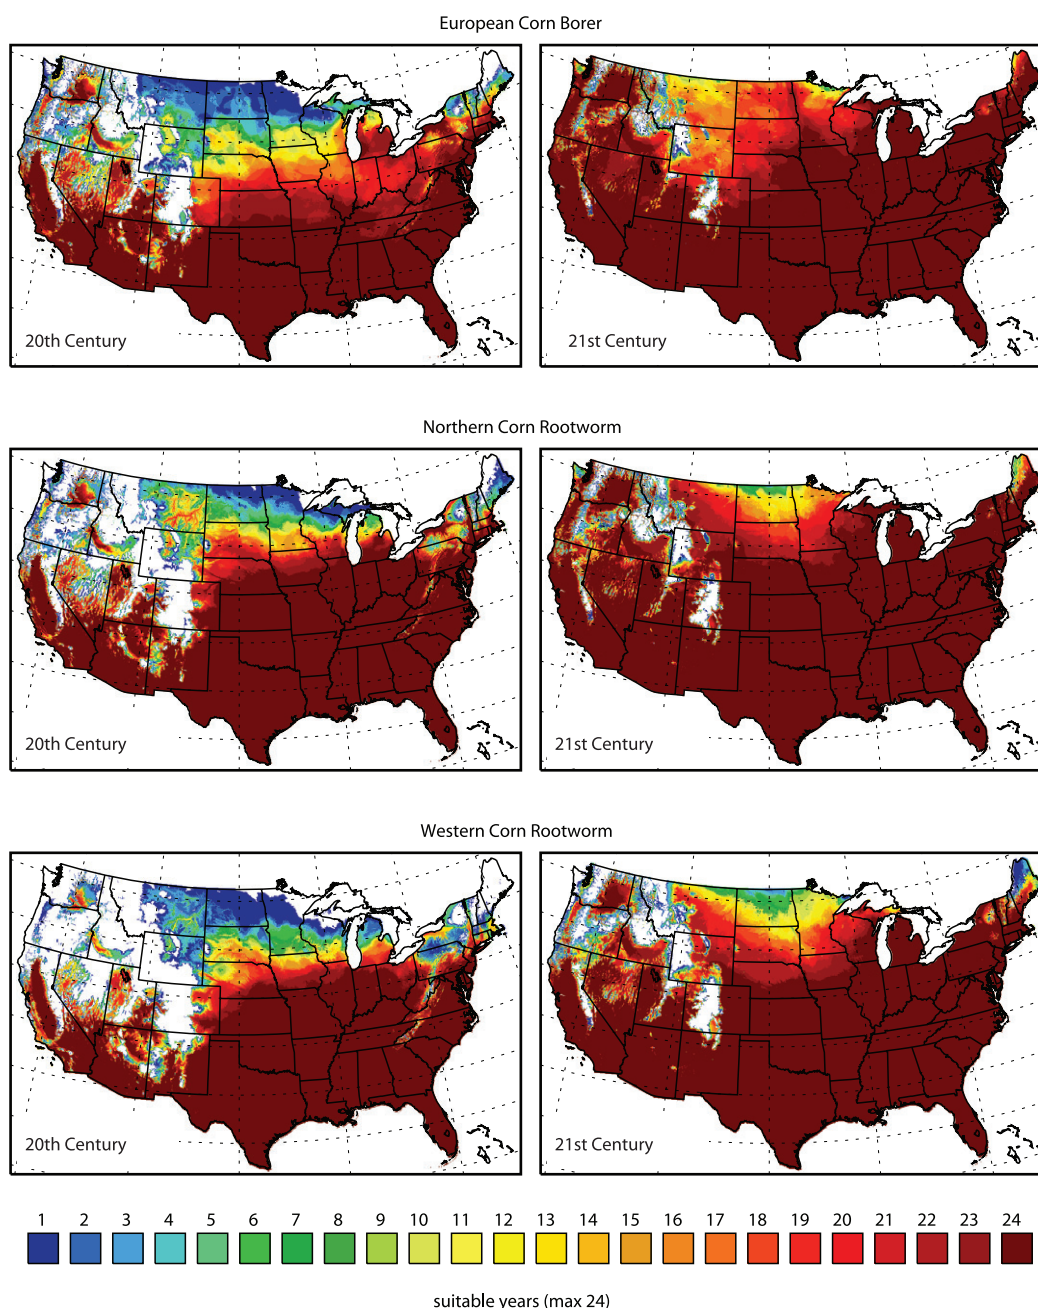 European Corn Borer
20th Century
21st Century
Northern Corn Rootworm
20th Century
21st Century
Western Corn Rootworm
20th Century
21st Century
1 2 3 4 5 6 7 8 9 10 11 12 13 14 15 16 17 18 19 20 21 22 23 24
suitable years (max 24)